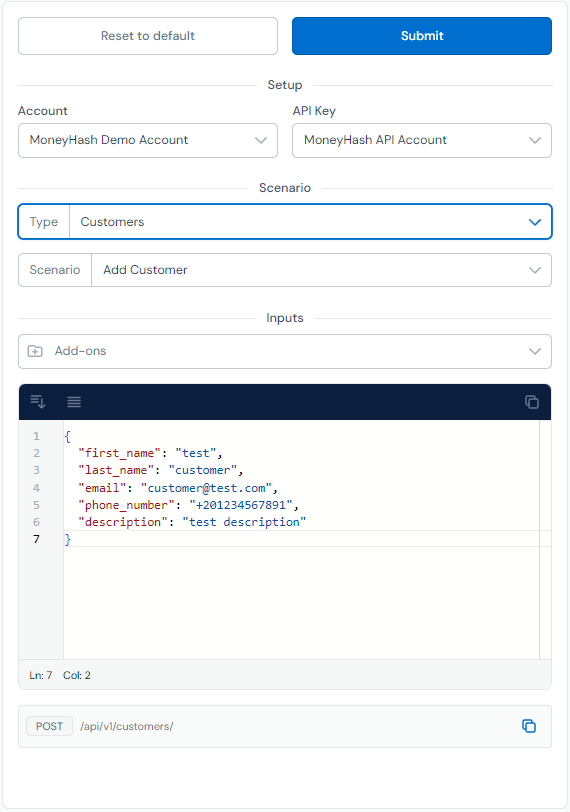 Reset to default
Submit
Setup
Account
API Key
MoneyHash Demo Account
MoneyHash API Account
Scenario
Type
Customers
Scenario
Add Customer
Inputs
Add-ons
1 {
2 "first_name": "test",
3 "last_name": "customer",
4 "email": "customer@test.com",
5 "phone_number": "+201234567891",
6 "description": "test description"
7 }
Ln: 7 Col: 2
POST /api/v1/customers/